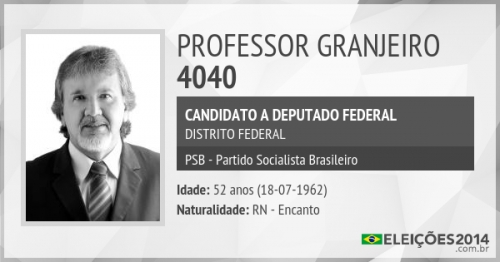 PROFESSOR GRANJEIRO
4040
CANDIDATO A DEPUTADO FEDERAL
DISTRITO FEDERAL
PSB - Partido Socialista Brasileiro
Idade: 52 anos (18-07-1962)
Naturalidade: RN - Encanto
ELEIÇÕES2014
.com.br